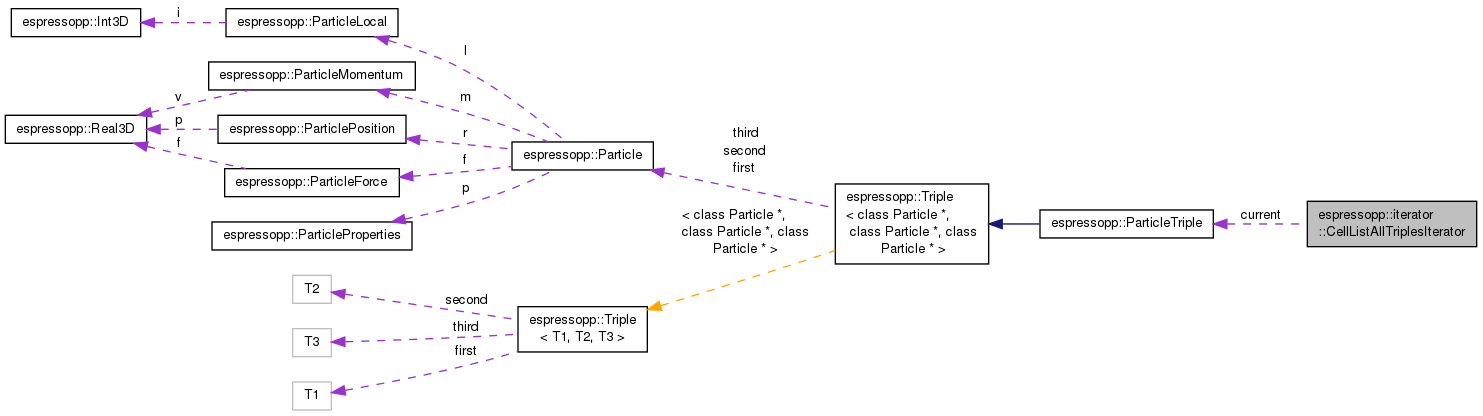 espressopp::Int3D
i
espressopp::ParticleLocal
l
espressopp::ParticleMomentum
m
v
espressopp::Real3D
p
espressopp::ParticlePosition
r
f
espressopp::ParticleForce
f
espressopp::Particle
p
espressopp::ParticleProperties
third
second
first
espressopp::Triple
< class Particle *,
class Particle *, class
Particle * >
< class Particle *,
class Particle *, class
Particle * >
espressopp::ParticleTriple
current
espressopp::iterator
::CellListAllTriplesIterator
T2
second
T3
third
first
T1
espressopp::Triple
< T1, T2, T3 >